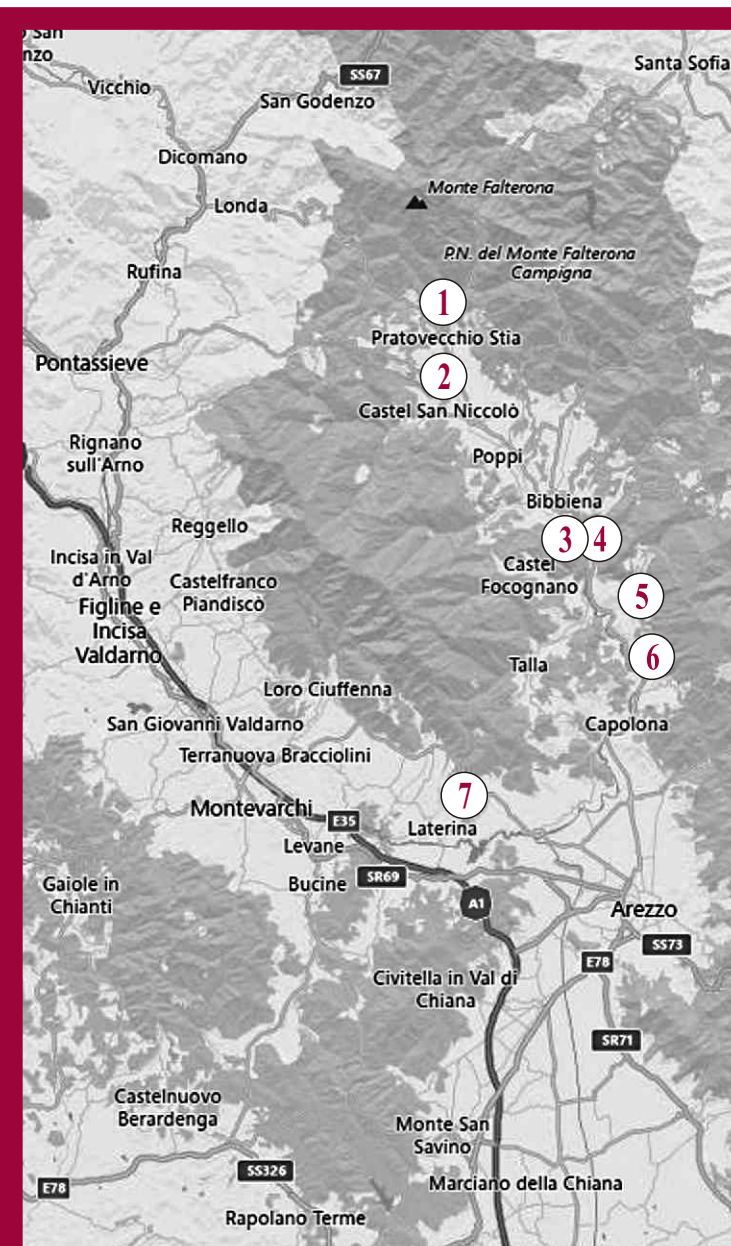 San
nzo
SS67
Santa Sofia
Vicchio
San Godenzo
Dicomano
Monte Falterona
Londa
P.N. del Monte Falterona
Campigna
Rufina
1
Pratovecchio Stia
Pontassieve
2
Castel San Niccolò
Rignano
sull'Arno
Poppi
Bibbiena
Reggello
3
4
Incisa in Val
d'Arno
Castel
Focognano
Castelfranco
Piandiscò
5
Figline e
Incisa
Valdarno
6
Talla
Loro Ciuffenna
San Giovanni Valdarno
Capolona
Terranuova Bracciolini
7
Montevarchi
E35
Laterina
Levane
SR69
Bucine
Gaiole in
Chianti
A1
Arezzo
SS73
E78
Civitella in Val di
Chiana
SR71
Castelnuovo
Berardenga
Monte San
Savino
SS326
E78
Marciano della Chiana
Rapolano Terme